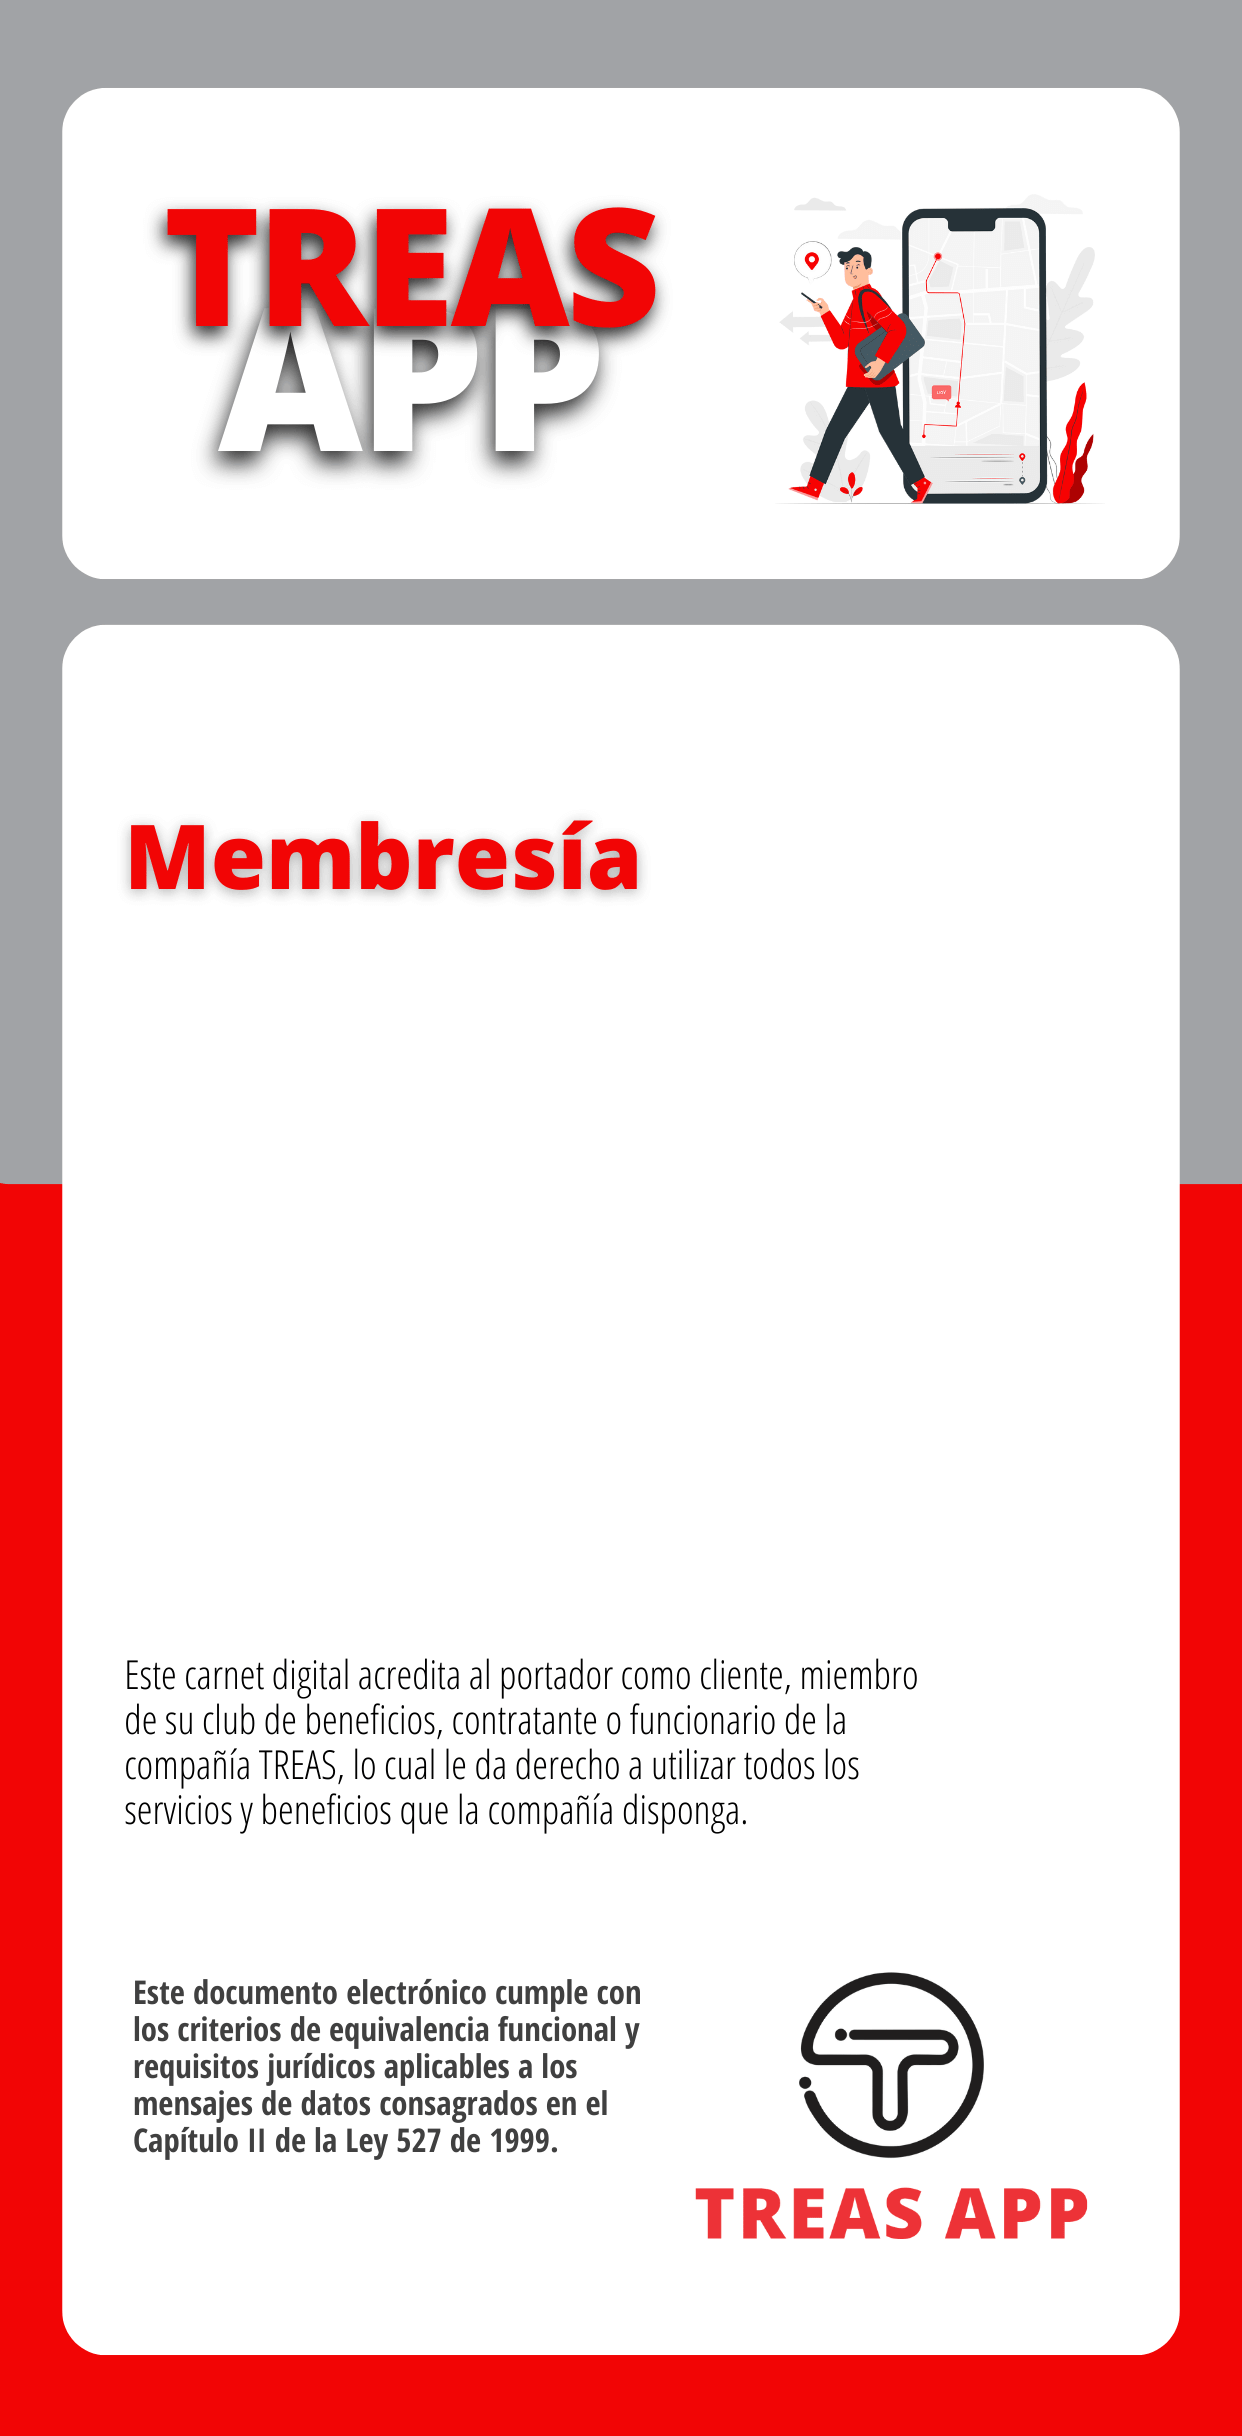 TREAS
APP
Membresía
Este carnet digital acredita al portador como cliente, miembro
de su club de beneficios, contratante o funcionario de la
compañía TREAS, lo cual le da derecho a utilizar todos los
servicios y beneficios que la compañía disponga.
Este documento electrónico cumple con
los criterios de equivalencia funcional y
requisitos jurídicos aplicables a los
mensajes de datos consagrados en el
Capítulo II de la Ley 527 de 1999.
TREAS APP